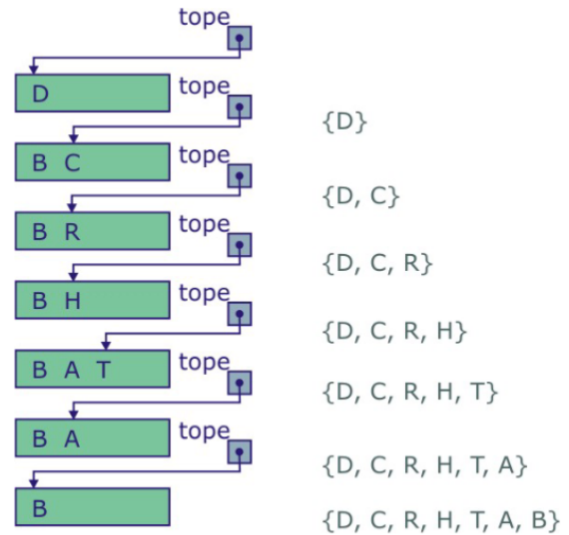 tope
D
tope
{D}
B C
tope
{D, C}
B R
tope
{D, C, R}
B H
tope
{D, C, R, H}
B A T
tope
{D, C, R, H, T}
B A
tope
{D, C, R, H, T, A}
B
{D, C, R, H, T, A, B}